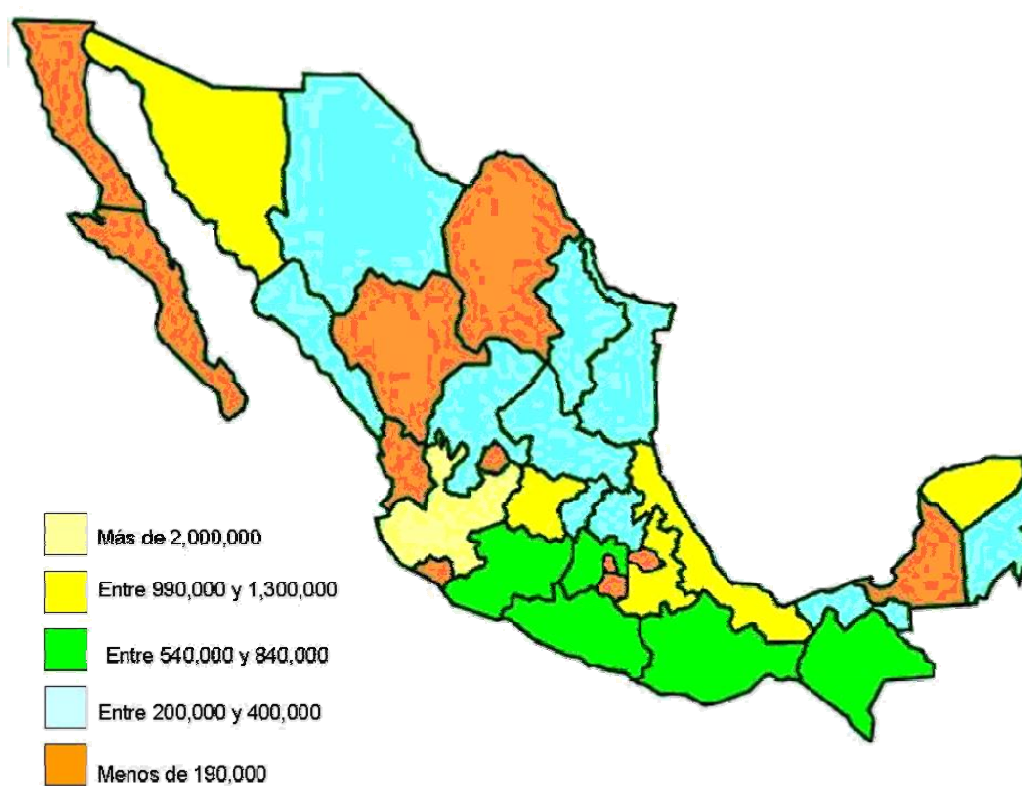 Más de 2,000,000
Entre 990,000 y 1,300,000
Entre 540,000 y 840,000
Entre 200,000 y 400,000
Menos de 190,000